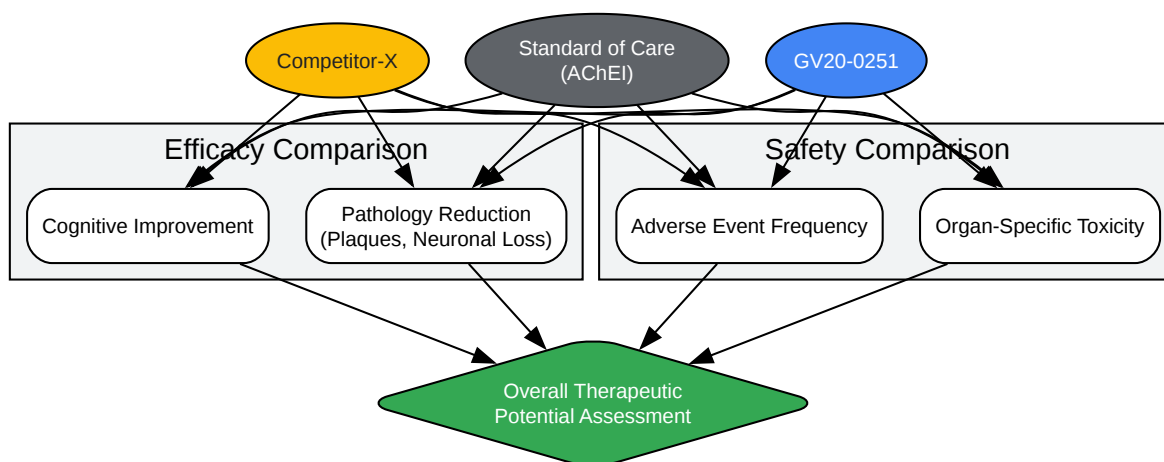 Competitor-X
Standard of Care
(AChEI)
GV20-0251
Efficacy Comparison
Safety Comparison
Cognitive Improvement
Pathology Reduction
(Plaques, Neuronal Loss)
Adverse Event Frequency
Organ-Specific Toxicity
Overall Therapeutic
Potential Assessment